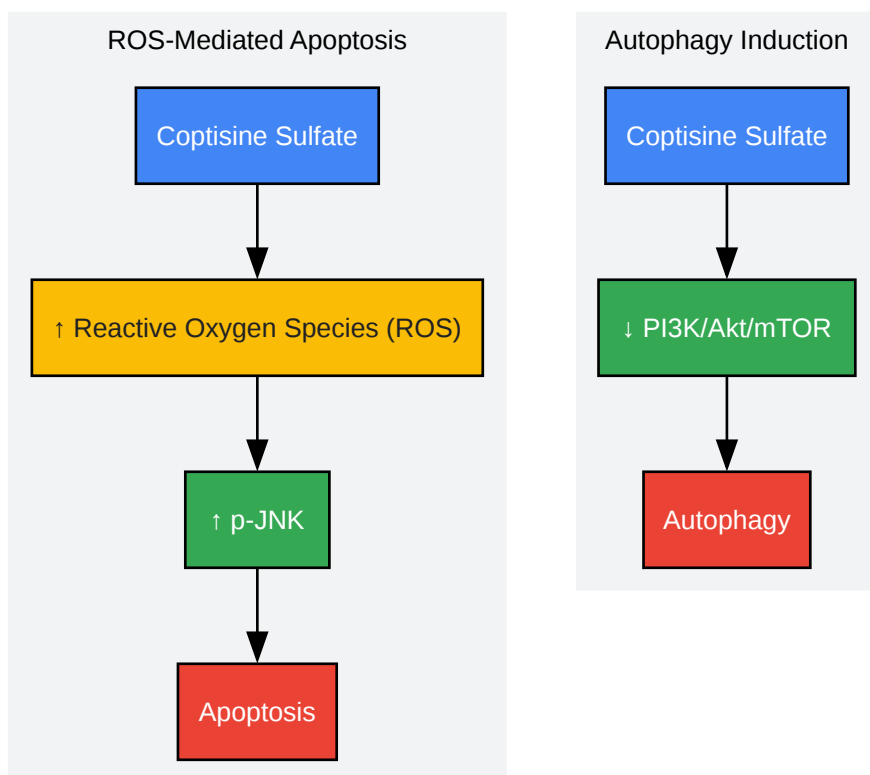 ROS-Mediated Apoptosis
Coptisine Sulfate
↑ Reactive Oxygen Species (ROS)
↑ p-JNK
Apoptosis
Autophagy Induction
Coptisine Sulfate
↓ PI3K/Akt/mTOR
Autophagy